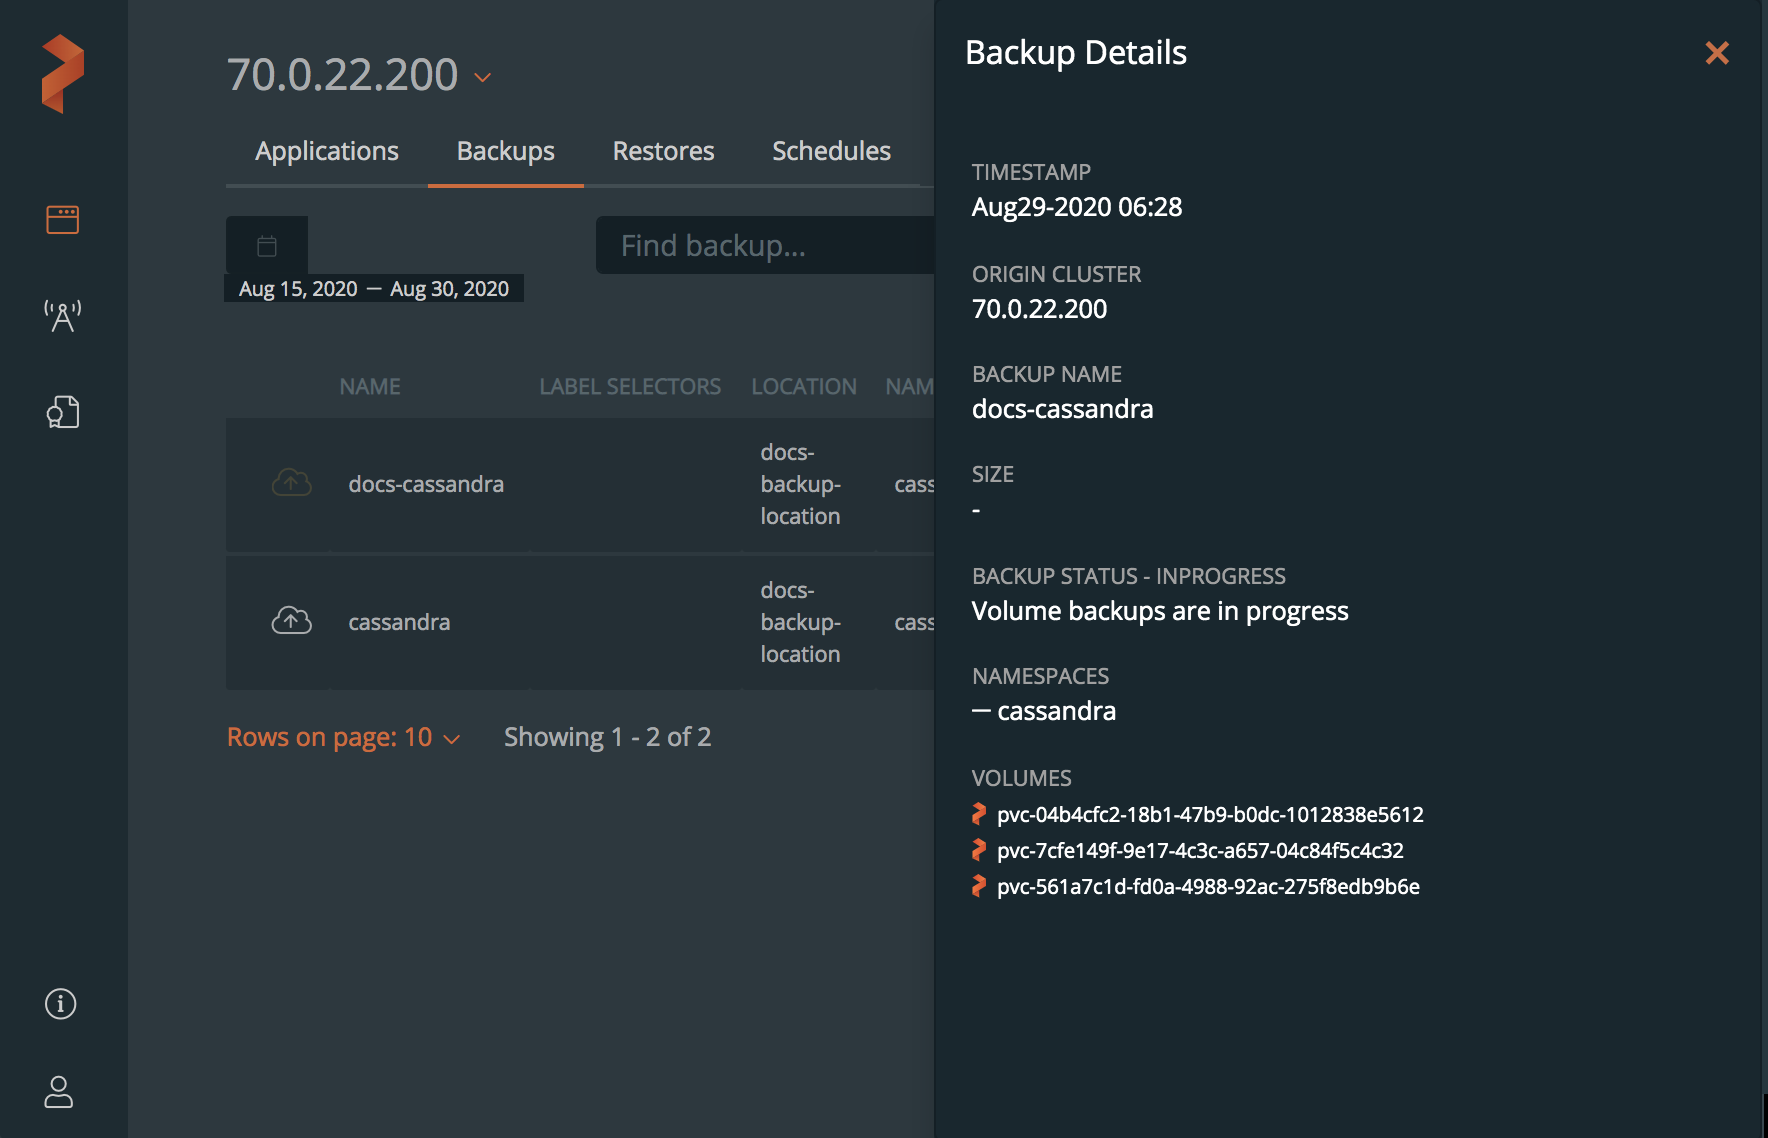 70.0.22.200
Applications Backups Restores Schedules
Find backup...
Aug 15, 2020 — Aug 30, 2020
NAME LABEL SELECTORS LOCATION NAM
docs-cassandra docs-
backup-
location cass
cassandra docs-
backup-
location cass
Rows on page: 10 Showing 1 - 2 of 2
Backup Details
TIMESTAMP
Aug29-2020 06:28
ORIGIN CLUSTER
70.0.22.200
BACKUP NAME
docs-cassandra
SIZE
-
BACKUP STATUS - INPROGRESS
Volume backups are in progress
NAMESPACES
— cassandra
VOLUMES
pvc-04b4cfc2-18b1-47b9-b0dc-1012838e5612
pvc-7cfe149f-9e17-4c3c-a657-04c84f5c4c32
pvc-561a7c1d-fd0a-4988-92ac-275f8edb9b6e